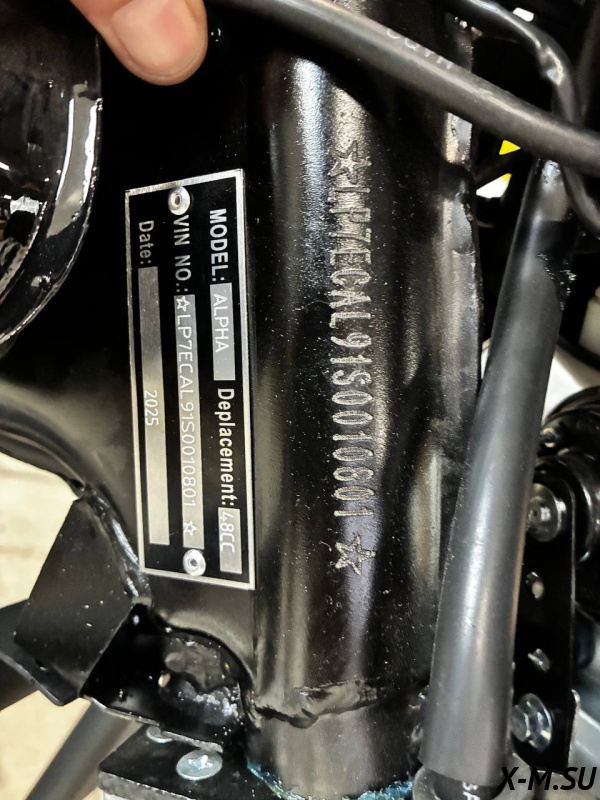 MODEL: ALPHA Deplacement: 48CC
VIN NO.: ☆LP7ECAL91S0010801 ☆
Date: 2025
☆LP7ECAL91S0010801☆
X-M.SU